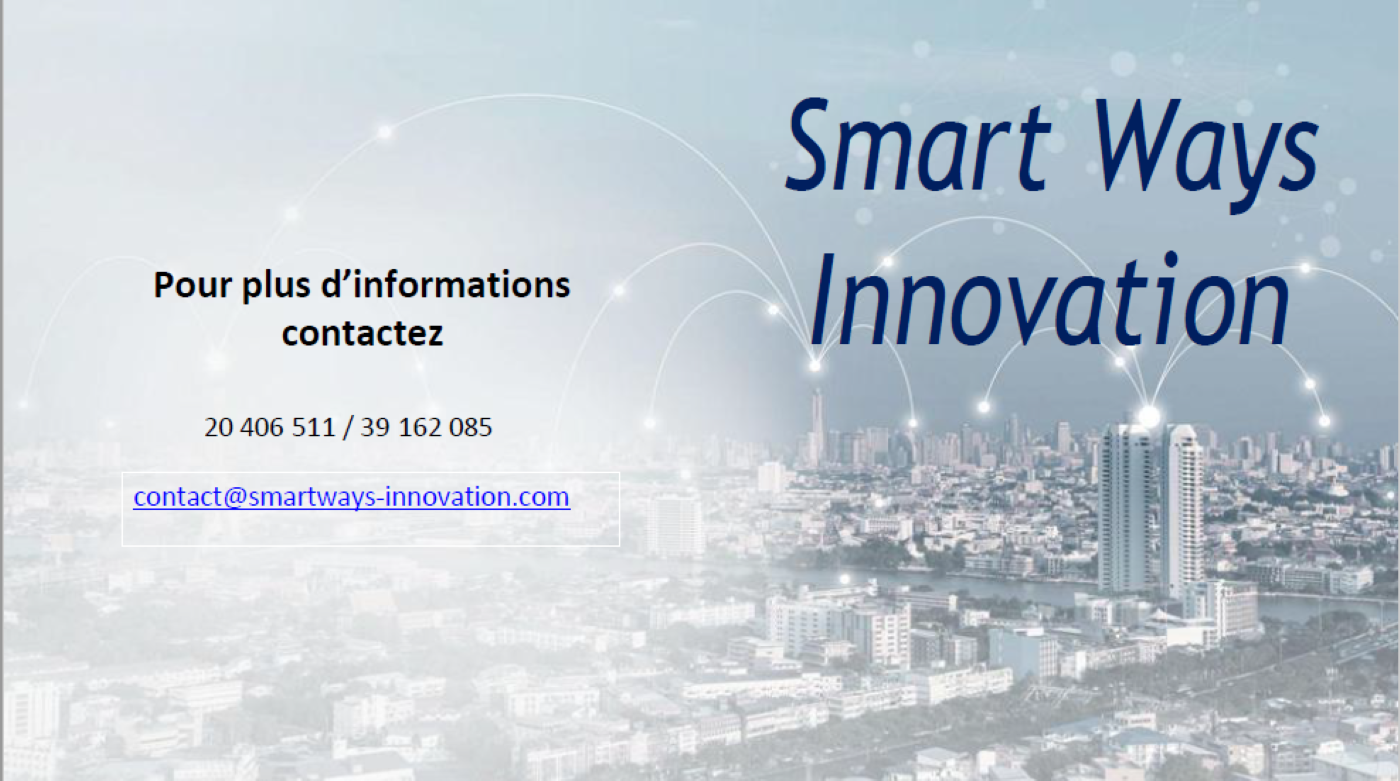 Smart Ways
Innovation
Pour plus d’informations
contactez
20 406 511 / 39 162 085
contact@smartways-innovation.com